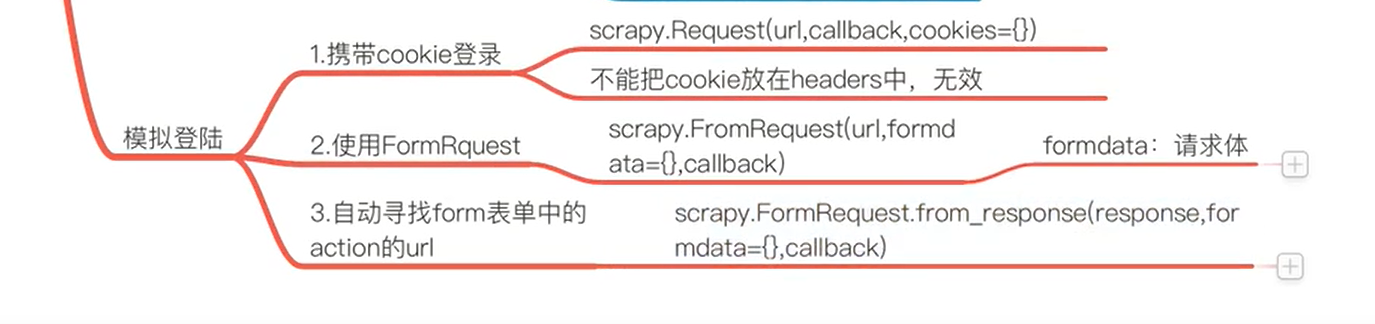 scrapy.Request(url,callback,cookies={})
1.携带cookie登录
不能把cookie放在headers中，无效
模拟登陆
2.使用FormRquest
scrapy.FromRequest(url,formd
ata={},callback)
formdata：请求体
3.自动寻找form表单中的
action的url
scrapy.FormRequest.from_response(response,for
mdata={},callback)